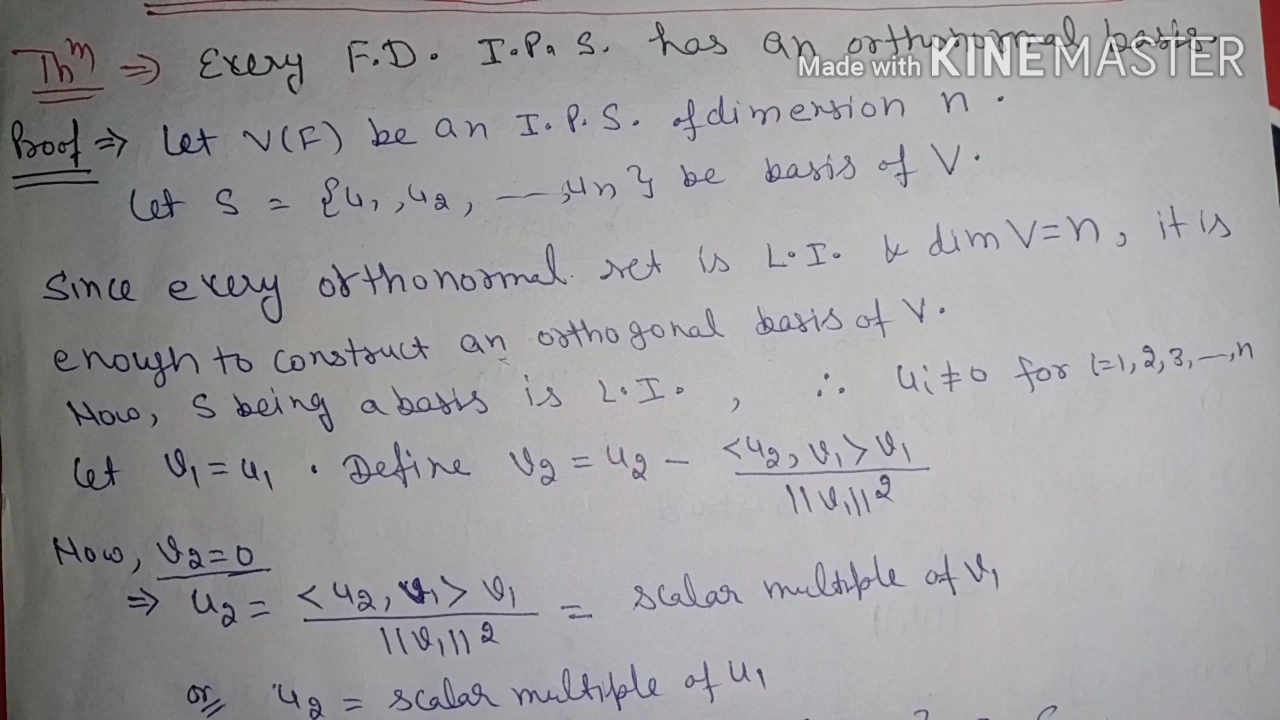 Thm ⇒ Every F.D. I.P.S. has an orthonormal basis.
Made with KINEMASTER
Proof ⇒ Let V(F) be an I.P.S. of dimension n.
Let S = {u1, u2, ---, un} be basis of V.
Since every orthonormal set is L.I. & dim V=n, it is
enough to construct an orthogonal basis of V.
Now, S being a basis is L.I., ∴ ui≠0 for i=1,2,3,---,n
Let v1=u1. Define v2 = u2 - <u2, v1> v1 / ||v1||2
Now, v2=0
⇒ u2 = <u2, v1> v1 / ||v1||2 = scalar multiple of v1
or u2 = scalar multiple of u1